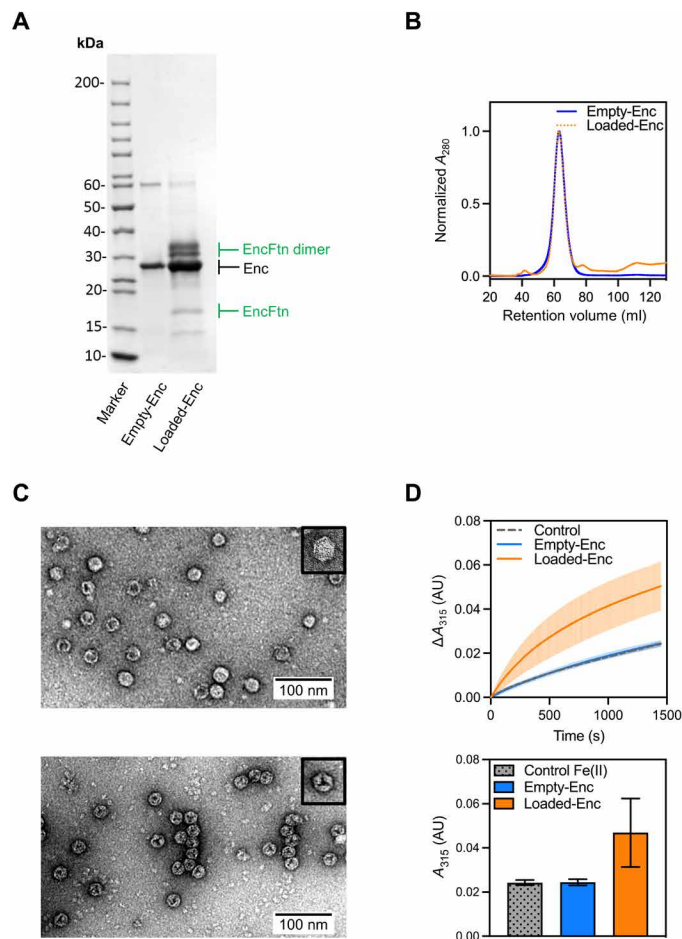 A
kDa
200-
60-
50-
40-
30-
20-
15-
10-
EncFtn dimer
Enc
EncFtn
Marker
Empty-Enc
Loaded-Enc
B
Empty-Enc
Loaded-Enc
Normalized A280
1.0
0.5
0.0
20 40 60 80 100 120
Retention volume (ml)
C
100 nm
100 nm
D
Control
Empty-Enc
Loaded-Enc
ΔA315 (AU)
0.08
0.06
0.04
0.02
0.00
0 500 1000 1500
Time (s)
Control Fe(II)
Empty-Enc
Loaded-Enc
A315 (AU)
0.08
0.06
0.04
0.02
0.00